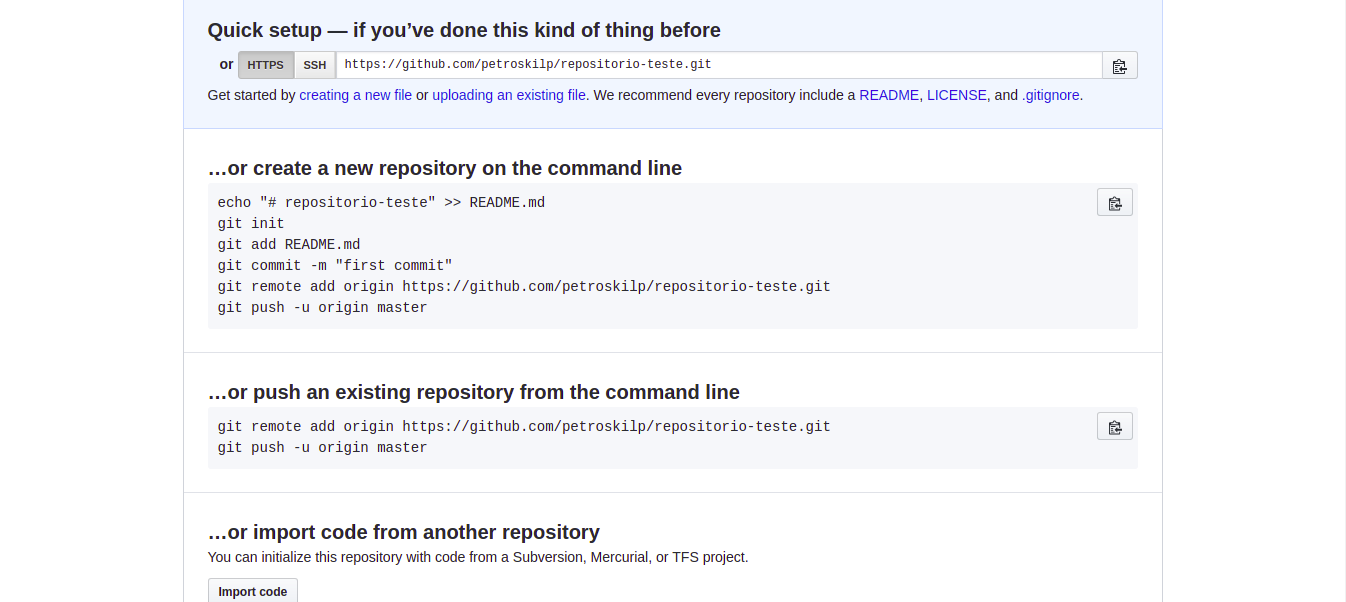 Quick setup — if you’ve done this kind of thing before
or HTTPS SSH https://github.com/petroskilp/repositorio-teste.git
Get started by creating a new file or uploading an existing file. We recommend every repository include a README, LICENSE, and .gitignore.
…or create a new repository on the command line
echo "# repositorio-teste" >> README.md
git init
git add README.md
git commit -m "first commit"
git remote add origin https://github.com/petroskilp/repositorio-teste.git
git push -u origin master
…or push an existing repository from the command line
git remote add origin https://github.com/petroskilp/repositorio-teste.git
git push -u origin master
…or import code from another repository
You can initialize this repository with code from a Subversion, Mercurial, or TFS project.
Import code